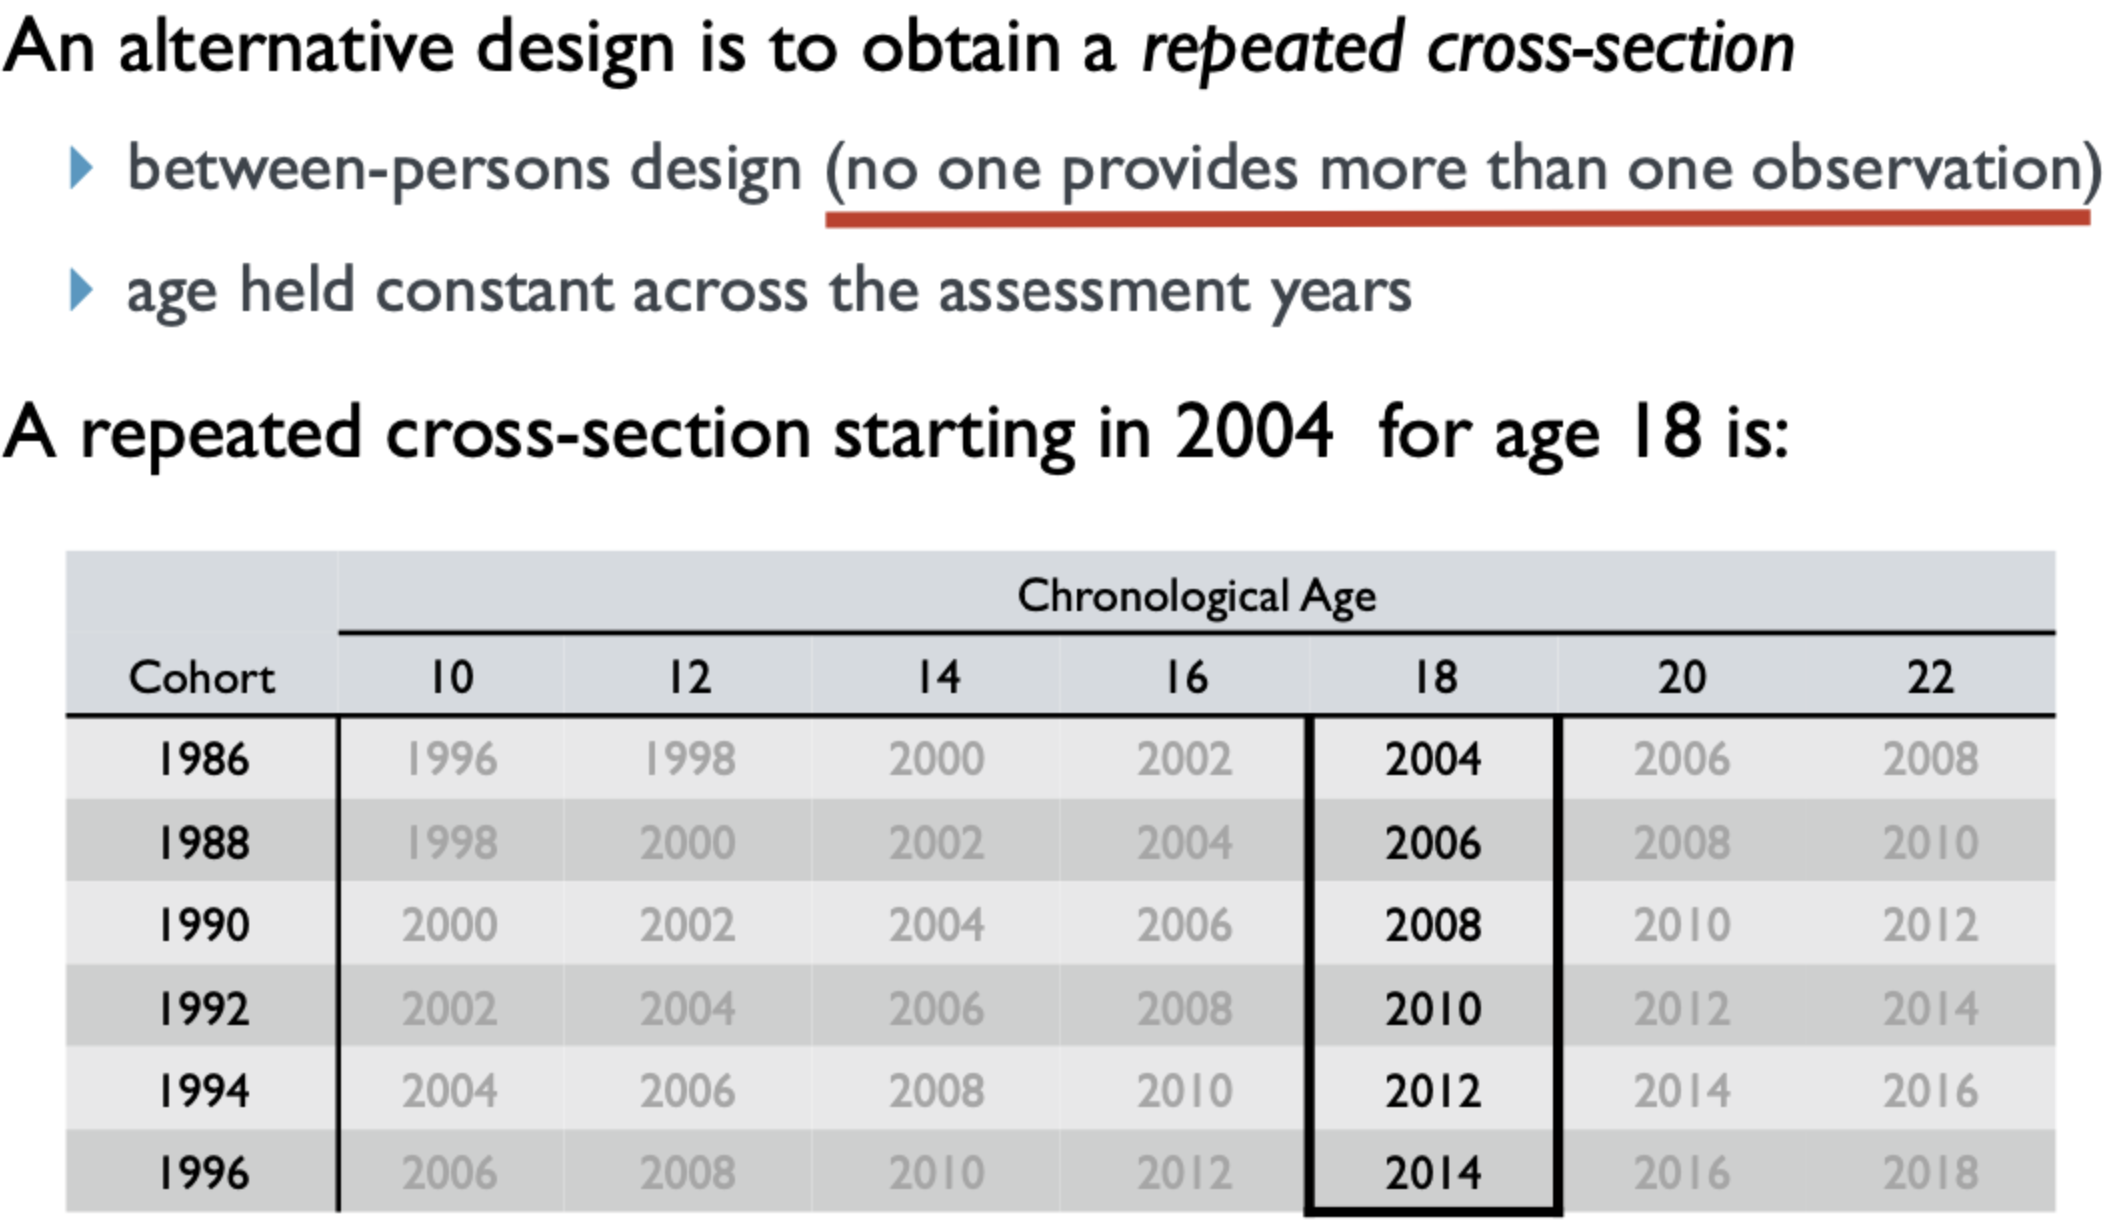 An alternative design is to obtain a repeated cross-section
between-persons design (no one provides more than one observation)
age held constant across the assessment years
A repeated cross-section starting in 2004 for age 18 is:
Chronological Age
Cohort 10 12 14 16 18 20 22
1986 1996 1998 2000 2002 2004 2006 2008
1988 1998 2000 2002 2004 2006 2008 2010
1990 2000 2002 2004 2006 2008 2010 2012
1992 2002 2004 2006 2008 2010 2012 2014
1994 2004 2006 2008 2010 2012 2014 2016
1996 2006 2008 2010 2012 2014 2016 2018